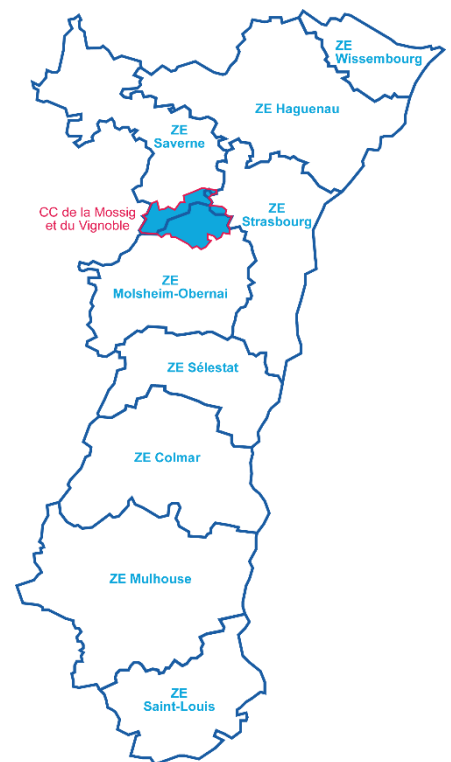 ZE
Wissembourg
ZE Haguenau
ZE
Saverne
CC de la Mossig
et du Vignoble
ZE
Strasbourg
ZE
Molsheim-Obernai
ZE Sélestat
ZE Colmar
ZE Mulhouse
ZE
Saint-Louis